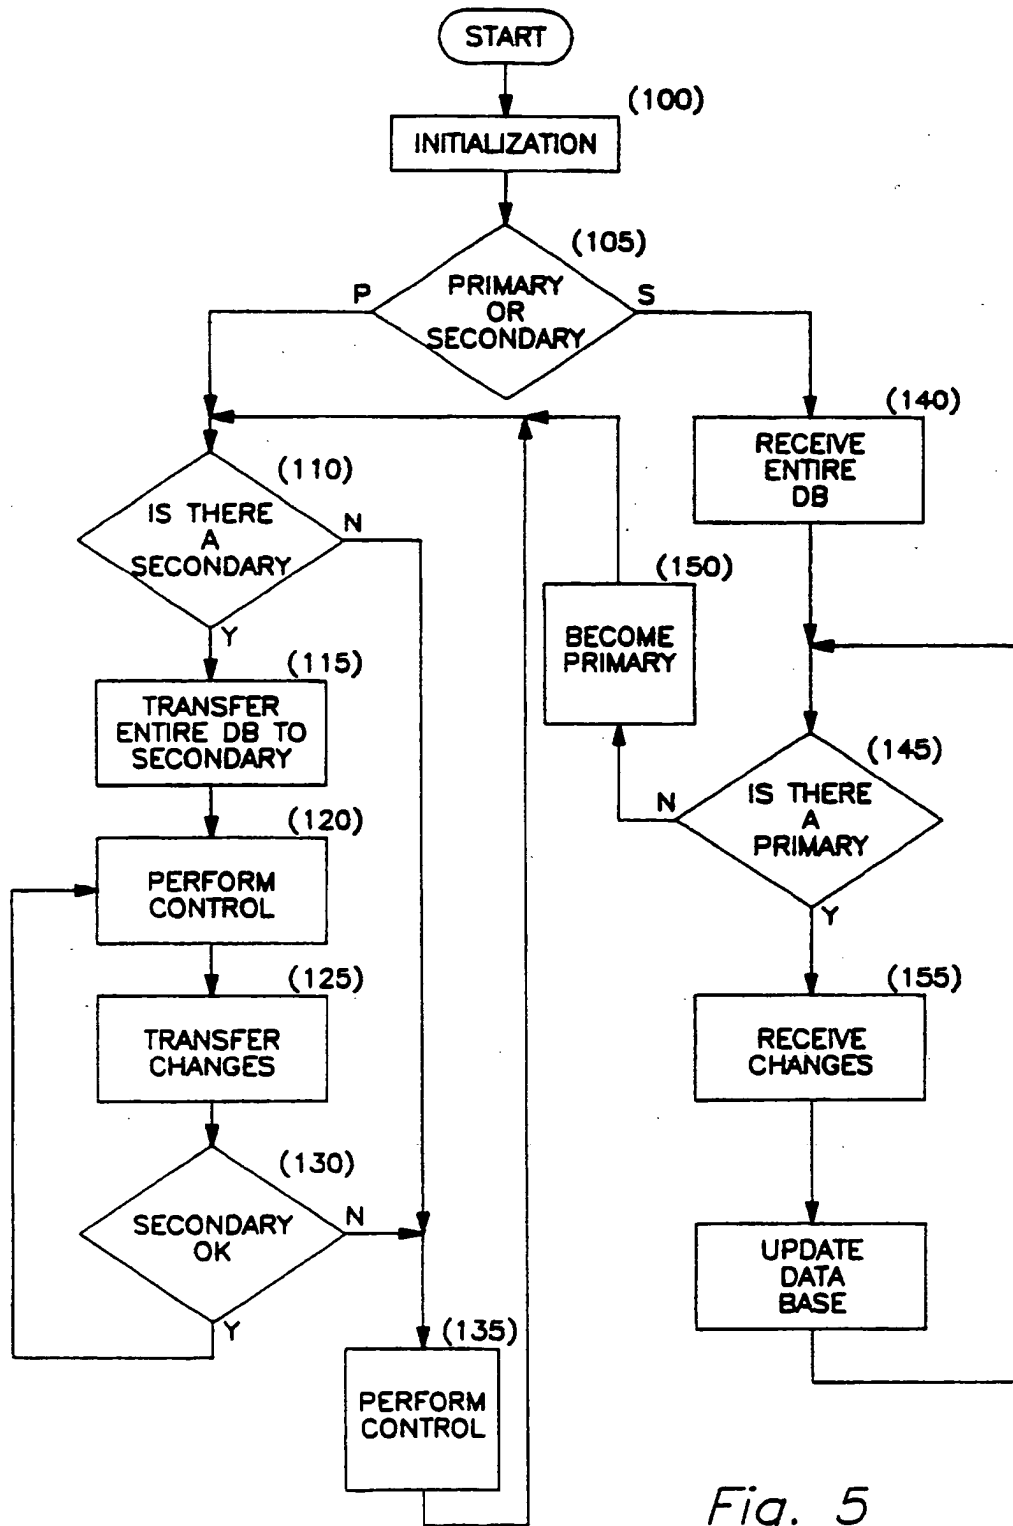 START
(100)
INITIALIZATION
(105)
PRIMARY
OR
SECONDARY
P
S
(140)
RECEIVE
ENTIRE
DB
(110)
IS THERE
A
SECONDARY
N
Y
(150)
BECOME
PRIMARY
(115)
TRANSFER
ENTIRE DB TO
SECONDARY
(145)
IS THERE
A
PRIMARY
N
Y
(120)
PERFORM
CONTROL
(125)
TRANSFER
CHANGES
(155)
RECEIVE
CHANGES
(130)
SECONDARY
OK
N
Y
UPDATE
DATA
BASE
(135)
PERFORM
CONTROL
Fig. 5